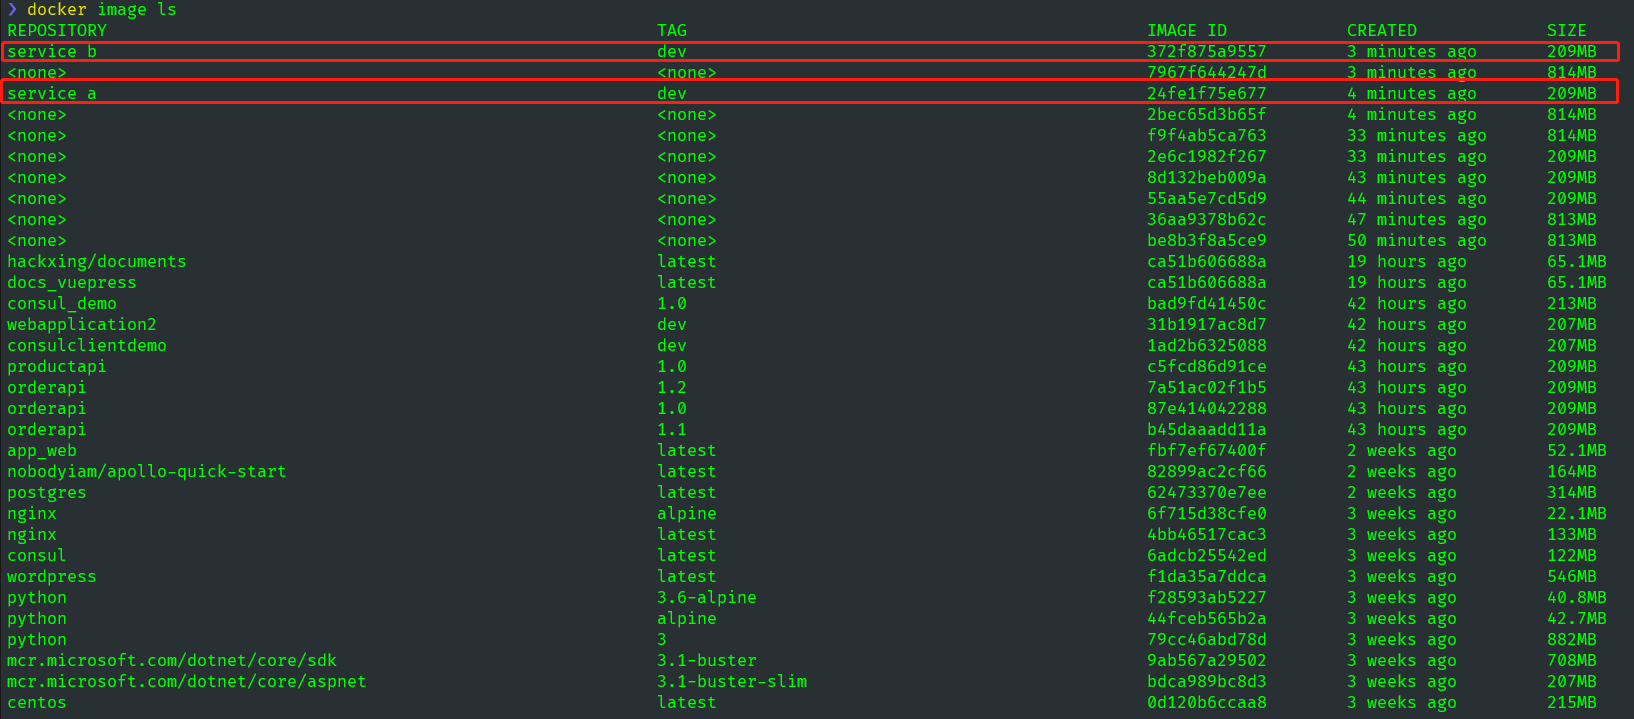 ❯ docker image ls
REPOSITORY TAG IMAGE ID CREATED SIZE
service_b dev 372f875a9557 3 minutes ago 209MB
<none> <none> 7967f644247d 3 minutes ago 814MB
service_a dev 24fe1f75e677 4 minutes ago 209MB
<none> <none> 2bec65d3b65f 4 minutes ago 814MB
<none> <none> f9f4ab5ca763 33 minutes ago 814MB
<none> <none> 2e6c1982f267 33 minutes ago 209MB
<none> <none> 8d132beb009a 43 minutes ago 209MB
<none> <none> 55aa5e7cd5d9 44 minutes ago 209MB
<none> <none> 36aa9378b62c 47 minutes ago 813MB
<none> <none> be8b3f8a5ce9 50 minutes ago 813MB
hackxing/documents latest ca51b606688a 19 hours ago 65.1MB
docs_vuepress latest ca51b606688a 19 hours ago 65.1MB
consul_demo 1.0 bad9fd41450c 42 hours ago 213MB
webapplication2 dev 31b1917ac8d7 42 hours ago 207MB
consulclientdemo dev 1ad2b6325088 42 hours ago 207MB
productapi 1.0 c5fcd86d91ce 43 hours ago 209MB
orderapi 1.2 7a51ac02f1b5 43 hours ago 209MB
orderapi 1.0 87e414042288 43 hours ago 209MB
orderapi 1.1 b45daaadd11a 43 hours ago 209MB
app_web latest fbf7ef67400f 2 weeks ago 52.1MB
nobodyiam/apollo-quick-start latest 82899ac2cf66 2 weeks ago 164MB
postgres latest 62473370e7ee 2 weeks ago 314MB
nginx alpine 6f715d38cfe0 3 weeks ago 22.1MB
nginx latest 4bb46517cac3 3 weeks ago 133MB
consul latest 6adcb25542ed 3 weeks ago 122MB
wordpress latest f1da35a7ddca 3 weeks ago 546MB
python 3.6-alpine f28593ab5227 3 weeks ago 40.8MB
python alpine 44fceb565b2a 3 weeks ago 42.7MB
python 3 79cc46abd78d 3 weeks ago 882MB
mcr.microsoft.com/dotnet/core/sdk 3.1-buster 9ab567a29502 3 weeks ago 708MB
mcr.microsoft.com/dotnet/core/aspnet 3.1-buster-slim bdca989bc8d3 3 weeks ago 207MB
centos latest 0d120b6ccaa8 3 weeks ago 215MB